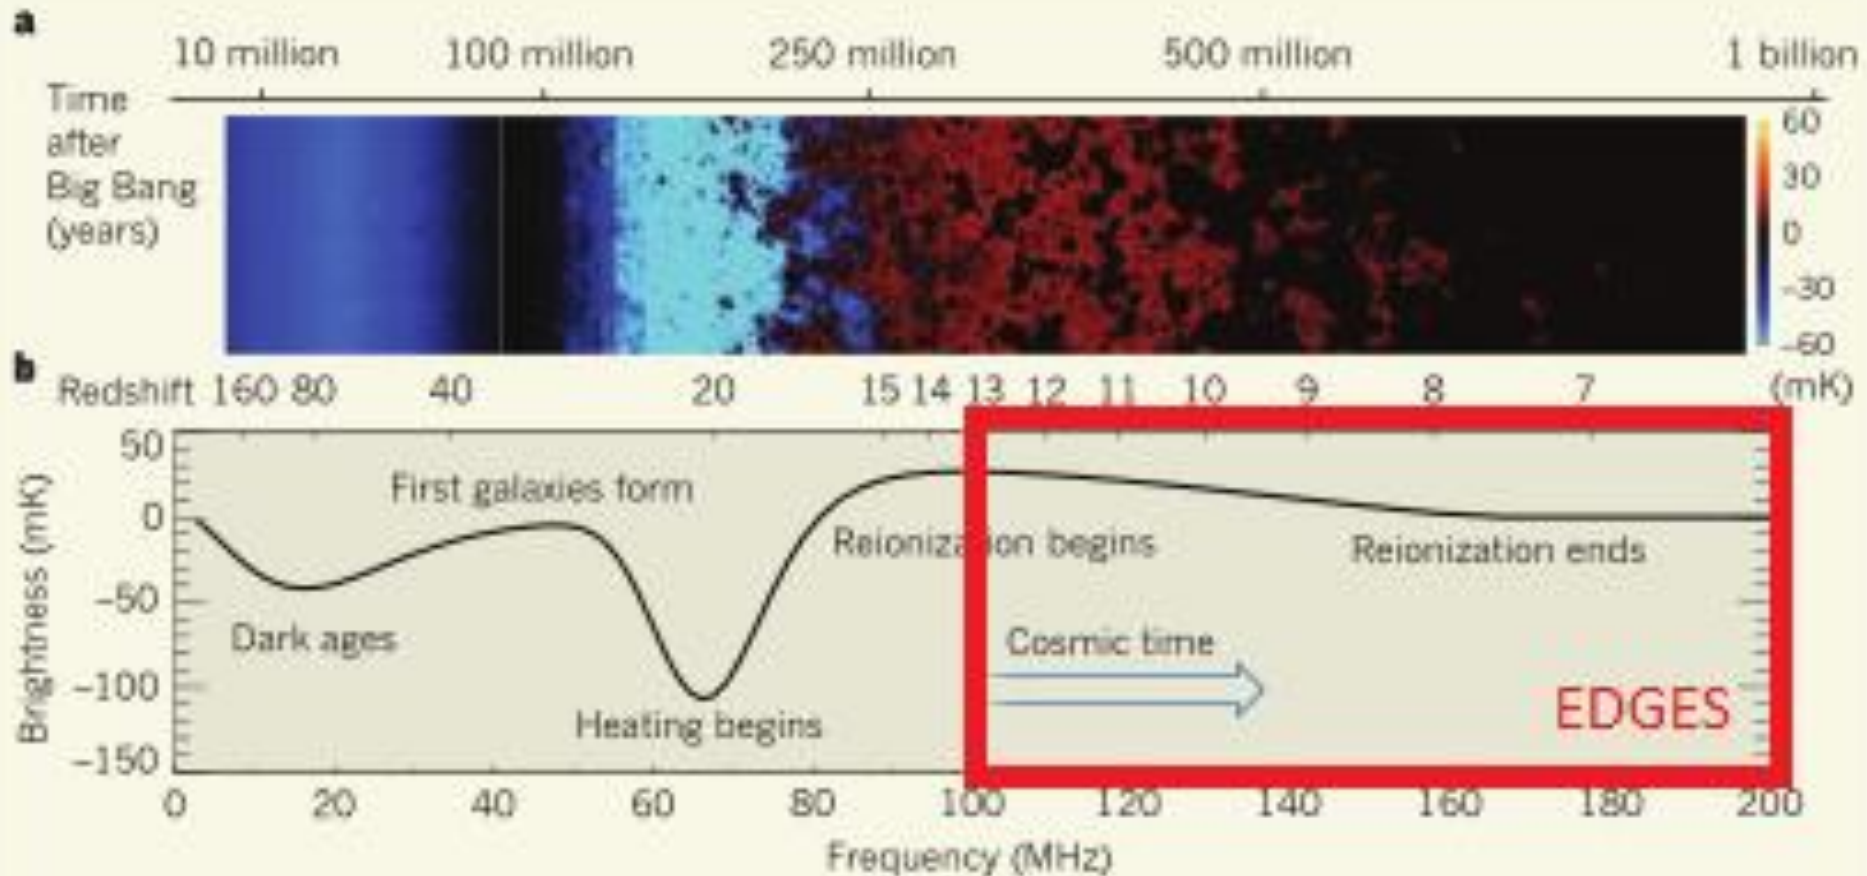 a
10 million 100 million 250 million 500 million 1 billion
Time
after
Big Bang
(years)
60
30
0
-30
-60
(mK)
b
Redshift 160 80 40 20 15 14 13 12 11 10 9 8 7
Brightness (mK)
50
0
-50
-100
-150
First galaxies form
Reionization begins
Reionization ends
Dark ages
Cosmic time
Heating begins
EDGES
0 20 40 60 80 100 120 140 160 180 200
Frequency (MHz)